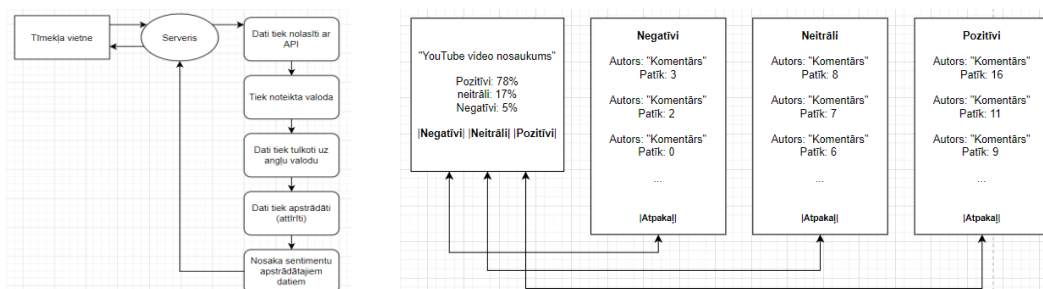 Tīmekļa vietne
Serveris
Dati tiek nolasīti ar
API
Tiek noteikta valoda
Dati tiek tulkoti uz
angļu valodu
Dati tiek apstrādāti
(attīrīti)
Nosaka sentimentu
apstrādātajiem
datiem
"YouTube video nosaukums"
Pozitīvi: 78%
neitrāli: 17%
Negatīvi: 5%
|Negatīvi| |Neitrāli| |Pozitīvi|
Negatīvi
Autors: "Komentārs"
Patīk: 3
Autors: "Komentārs"
Patīk: 2
Autors: "Komentārs"
Patīk: 0
...
|Atpakaļ|
Neitrāli
Autors: "Komentārs"
Patīk: 8
Autors: "Komentārs"
Patīk: 7
Autors: "Komentārs"
Patīk: 6
...
|Atpakaļ|
Pozitīvi
Autors: "Komentārs"
Patīk: 16
Autors: "Komentārs"
Patīk: 11
Autors: "Komentārs"
Patīk: 9
...
|Atpakaļ|